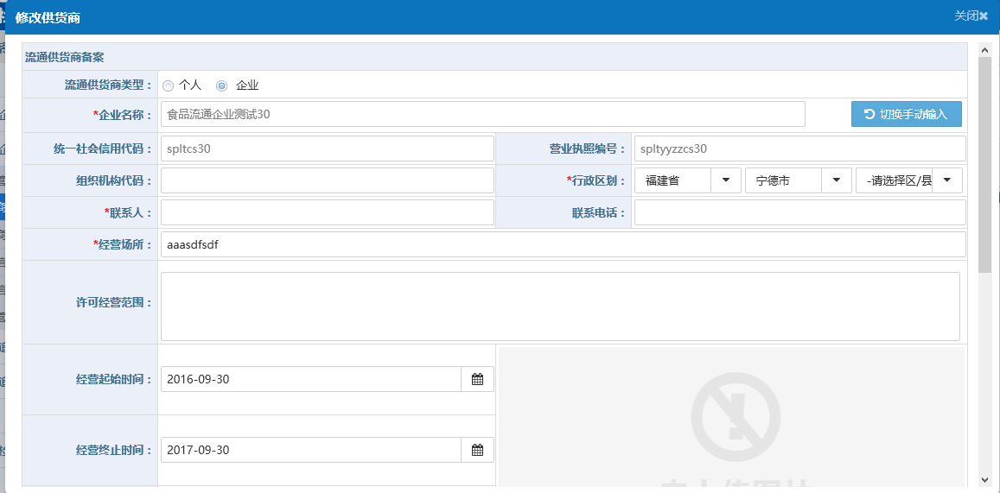 修改供货商
关闭
流通供货商备案
流通供货商类型： 个人 企业
*企业名称： 食品流通企业测试30 切换手动输入
统一社会信用代码： spltcs30 营业执照编号： spltyyzzcs30
组织机构代码： *行政区划： 福建省 宁德市 -请选择区/县
*联系人： 联系电话：
*经营场所： aaasdfsdf
许可经营范围：
经营起始时间： 2016-09-30
经营终止时间： 2017-09-30